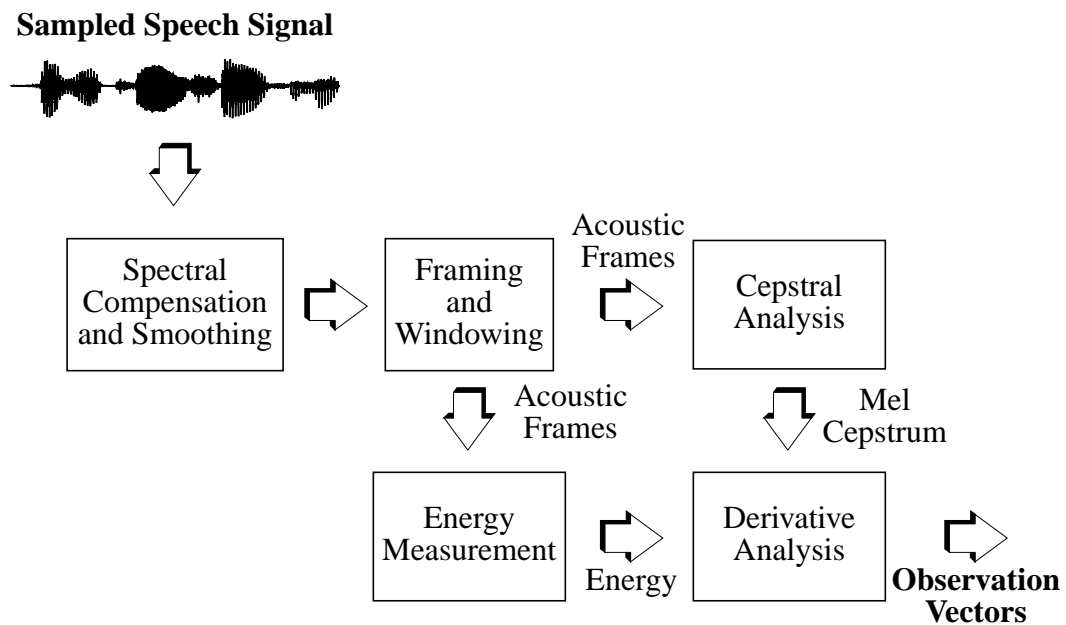 Sampled Speech Signal
Spectral
Compensation
and Smoothing
Framing
and
Windowing
Acoustic
Frames
Cepstral
Analysis
Acoustic
Frames
Mel
Cepstrum
Energy
Measurement
Energy
Derivative
Analysis
Observation
Vectors